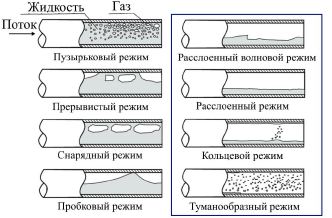 Жидкость Газ
Поток
Пузырьковый режим
Прерывистый режим
Снарядный режим
Пробковый режим
Расслоенный волновой режим
Расслоенный режим
Кольцевой режим
Туманообразный режим